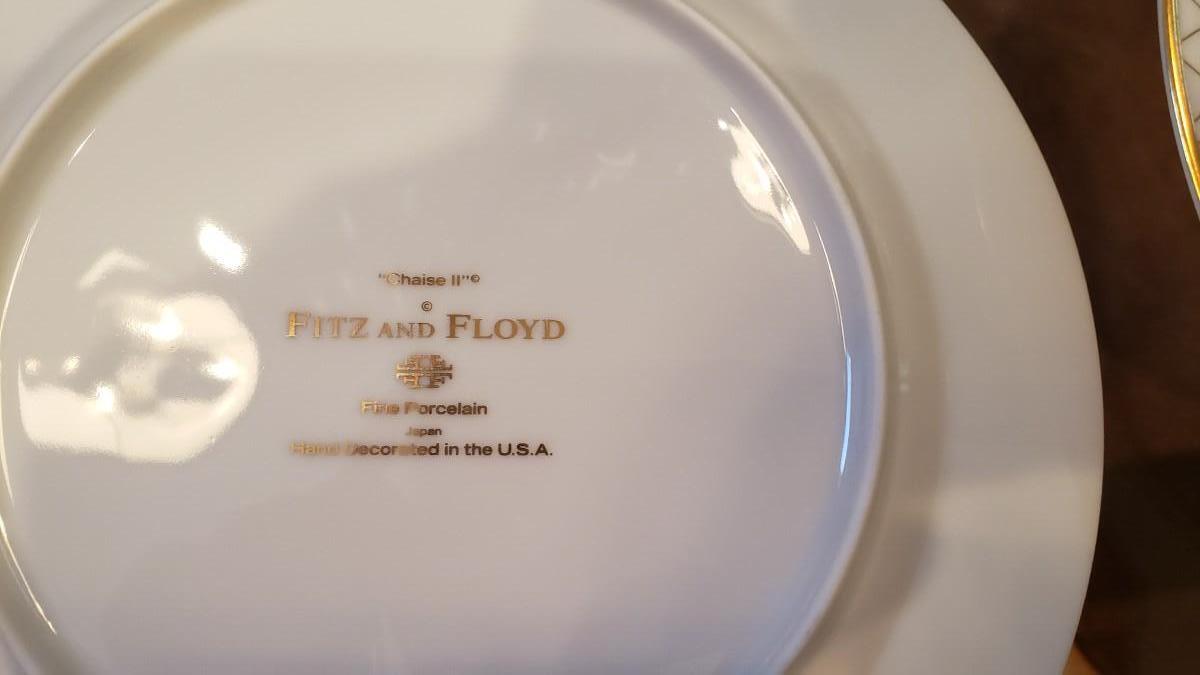 "Chaise II"©
©
FITZ AND FLOYD
Fine Porcelain
Japan
Hand Decorated in the U.S.A.